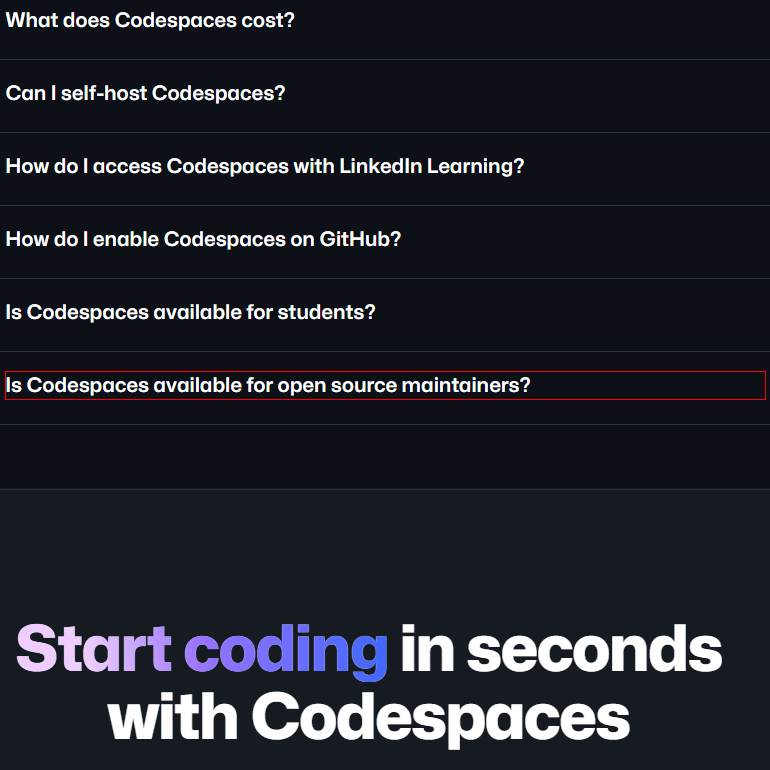 What does Codespaces cost?
Can I self-host Codespaces?
How do I access Codespaces with LinkedIn Learning?
How do I enable Codespaces on GitHub?
Is Codespaces available for students?
Is Codespaces available for open source maintainers?
Start coding in seconds
with Codespaces